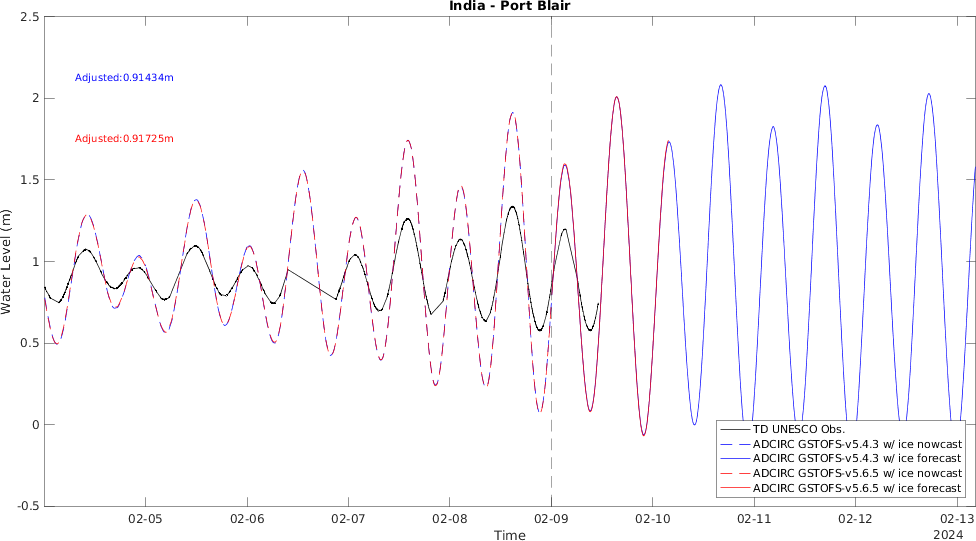 India - Port Blair
2.5
Adjusted:0.91434m
2
Adjusted:0.91725m
1.5
1
0.5
0
-0.5
Water Level (m)
TD UNESCO Obs.
ADCIRC GSTOFS-v5.4.3 w/ ice nowcast
ADCIRC GSTOFS-v5.4.3 w/ ice forecast
ADCIRC GSTOFS-v5.6.5 w/ ice nowcast
ADCIRC GSTOFS-v5.6.5 w/ ice forecast
02-05 02-06 02-07 02-08 02-09 02-10 02-11 02-12 02-13
Time
2024